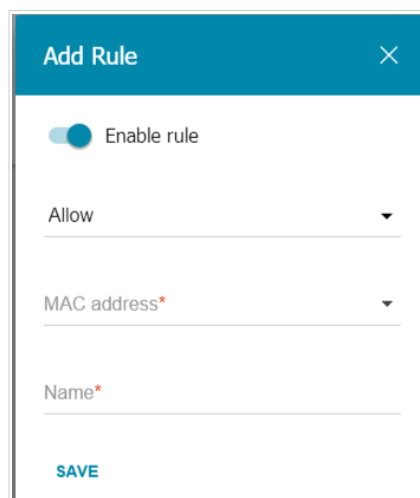 Add Rule
Enable rule
Allow
MAC address*
Name*
SAVE